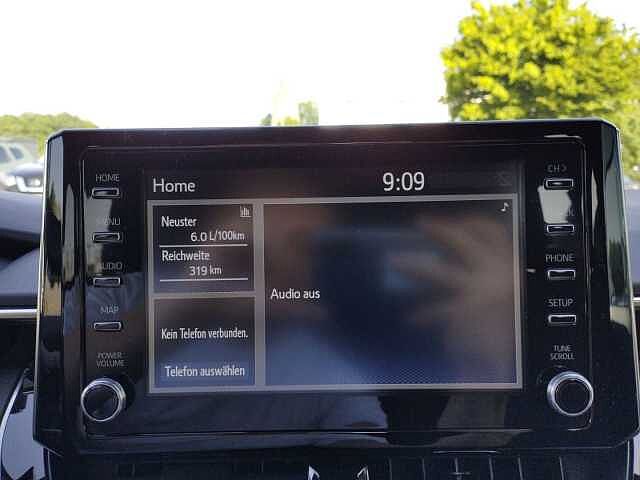 HOME
MENU
AUDIO
MAP
POWER
VOLUME
Home
9:09
Neuster
6.0 L/100km
Reichweite
319 km
Kein Telefon verbunden.
Telefon auswählen
Audio aus
CH >
PHONE
SETUP
TUNE
SCROLL